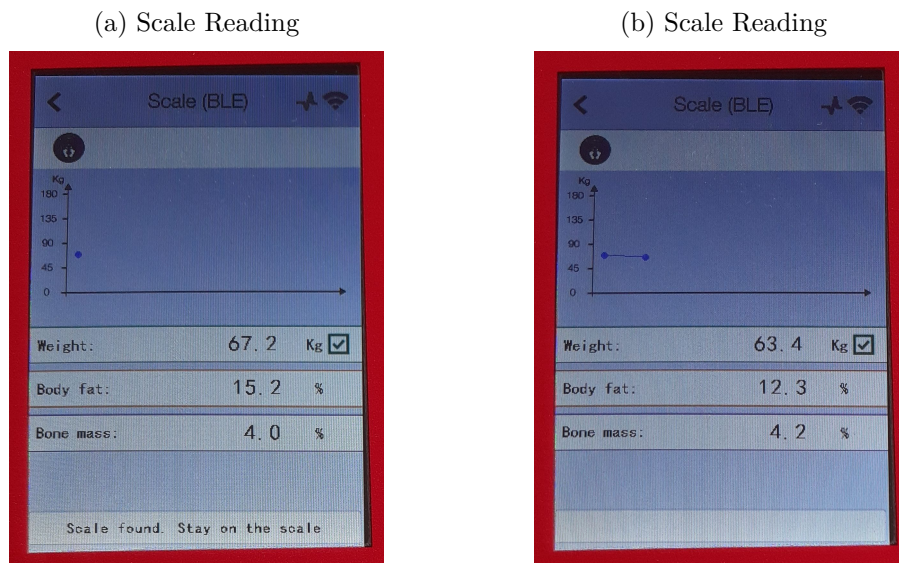 (a) Scale Reading
Scale (BLE)
Kg
180
135
90
45
0
Weight: 67.2 Kg
Body fat: 15.2 %
Bone mass: 4.0 %
Scale found. Stay on the scale
(b) Scale Reading
Scale (BLE)
Kg
180
135
90
45
0
Weight: 63.4 Kg
Body fat: 12.3 %
Bone mass: 4.2 %